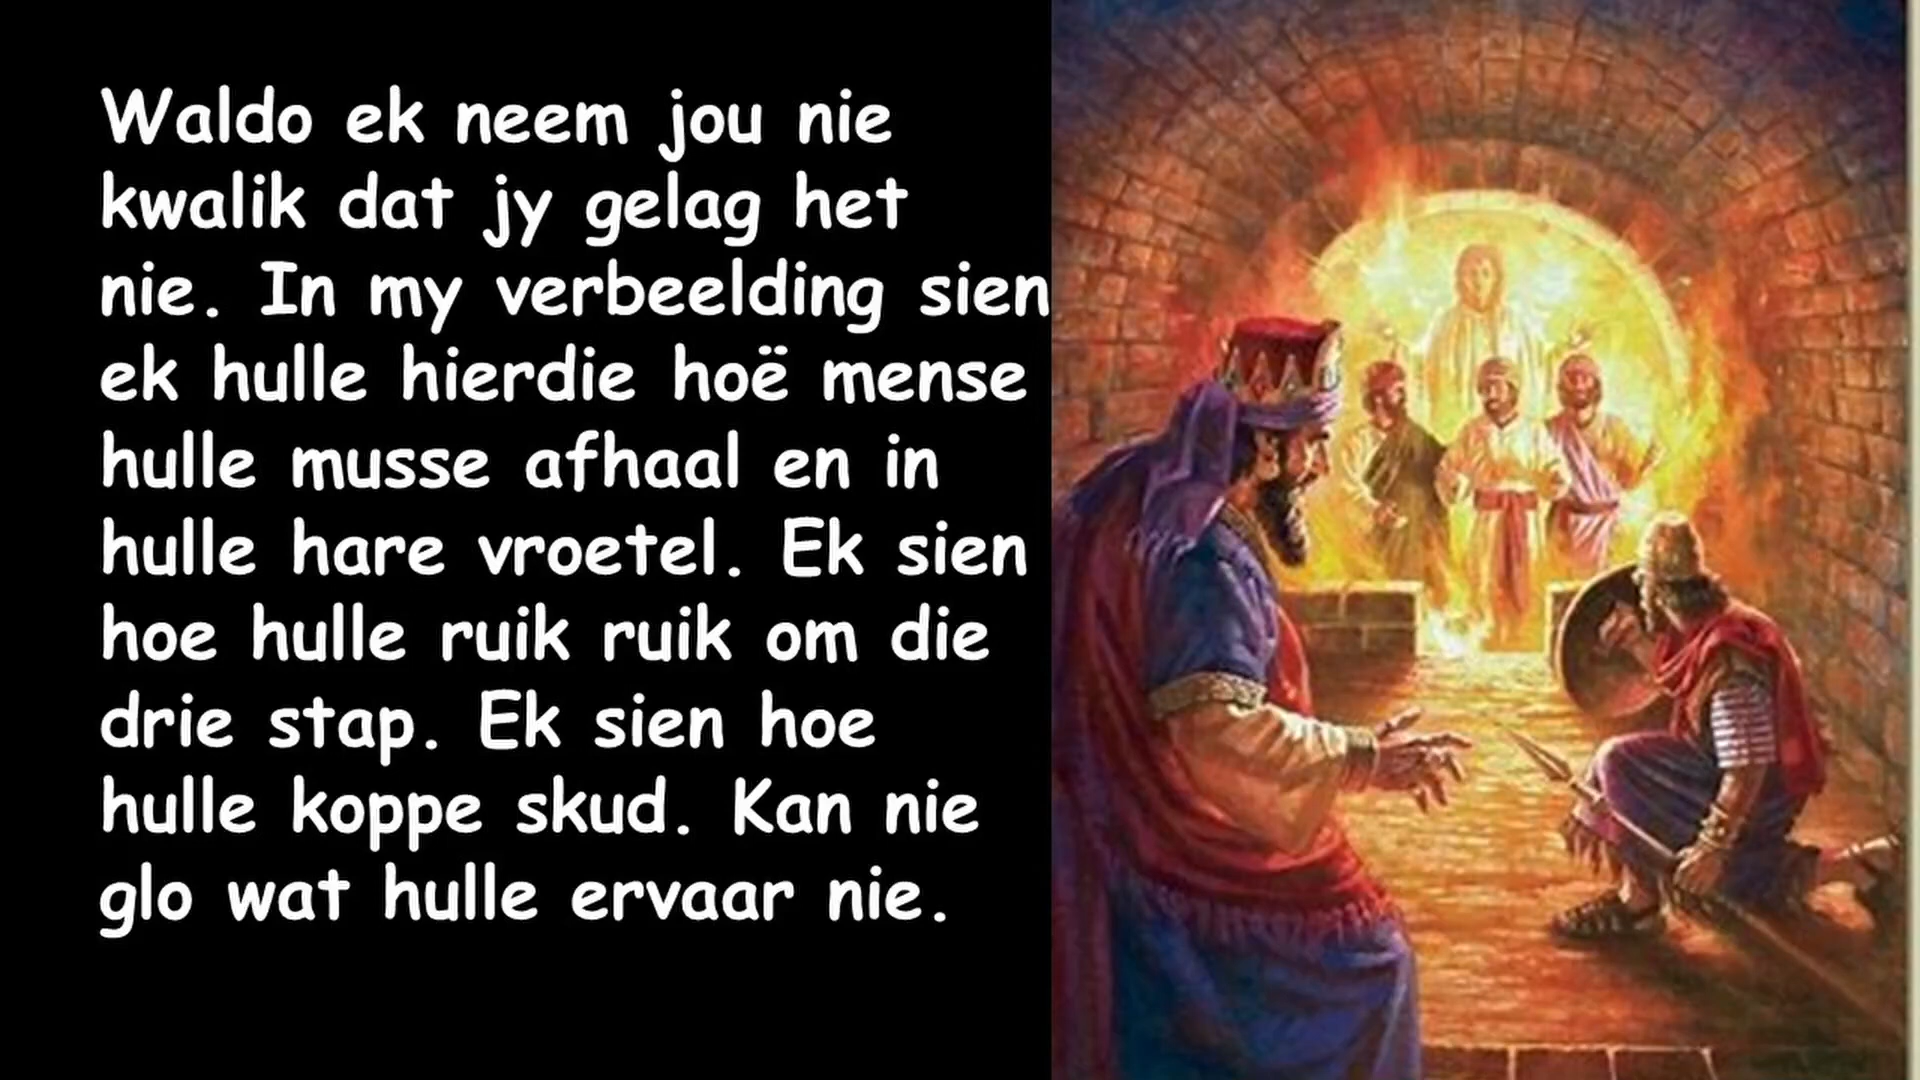 Waldo ek neem jou nie
kwalik dat jy gelag het
nie. In my verbeelding sien
ek hulle hierdie hoë mense
hulle musse afhaal en in
hulle hare vroetel. Ek sien
hoe hulle ruik ruik om die
drie stap. Ek sien hoe
hulle koppe skud. Kan nie
glo wat hulle ervaar nie.